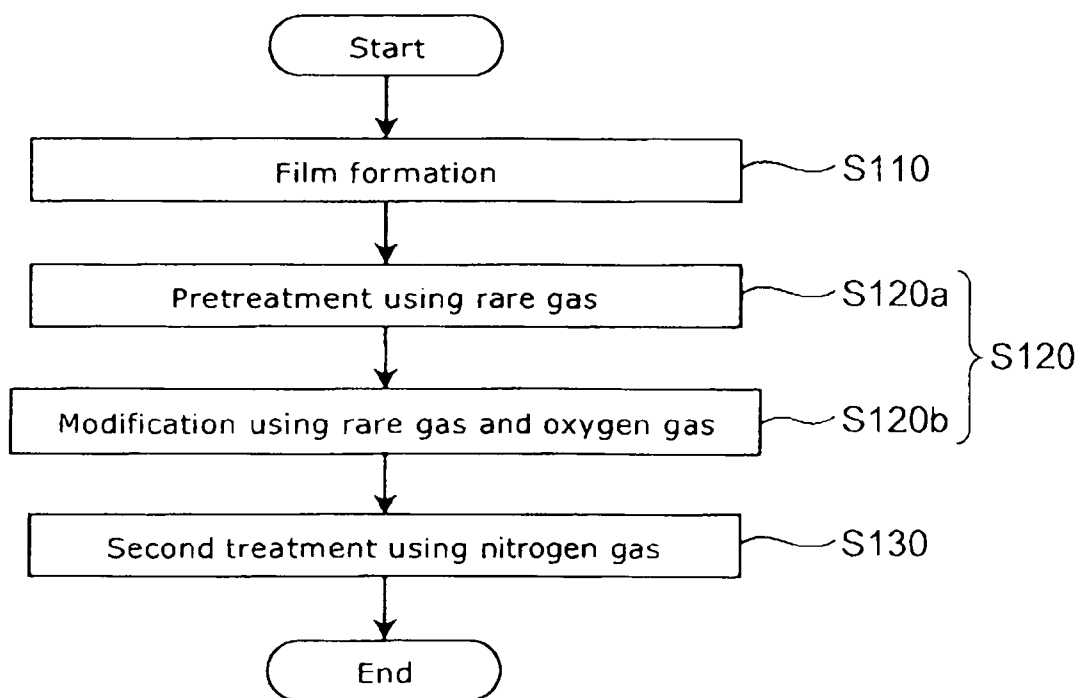 Start
Film formation
S110
Pretreatment using rare gas
S120a
S120
Modification using rare gas and oxygen gas
S120b
Second treatment using nitrogen gas
S130
End